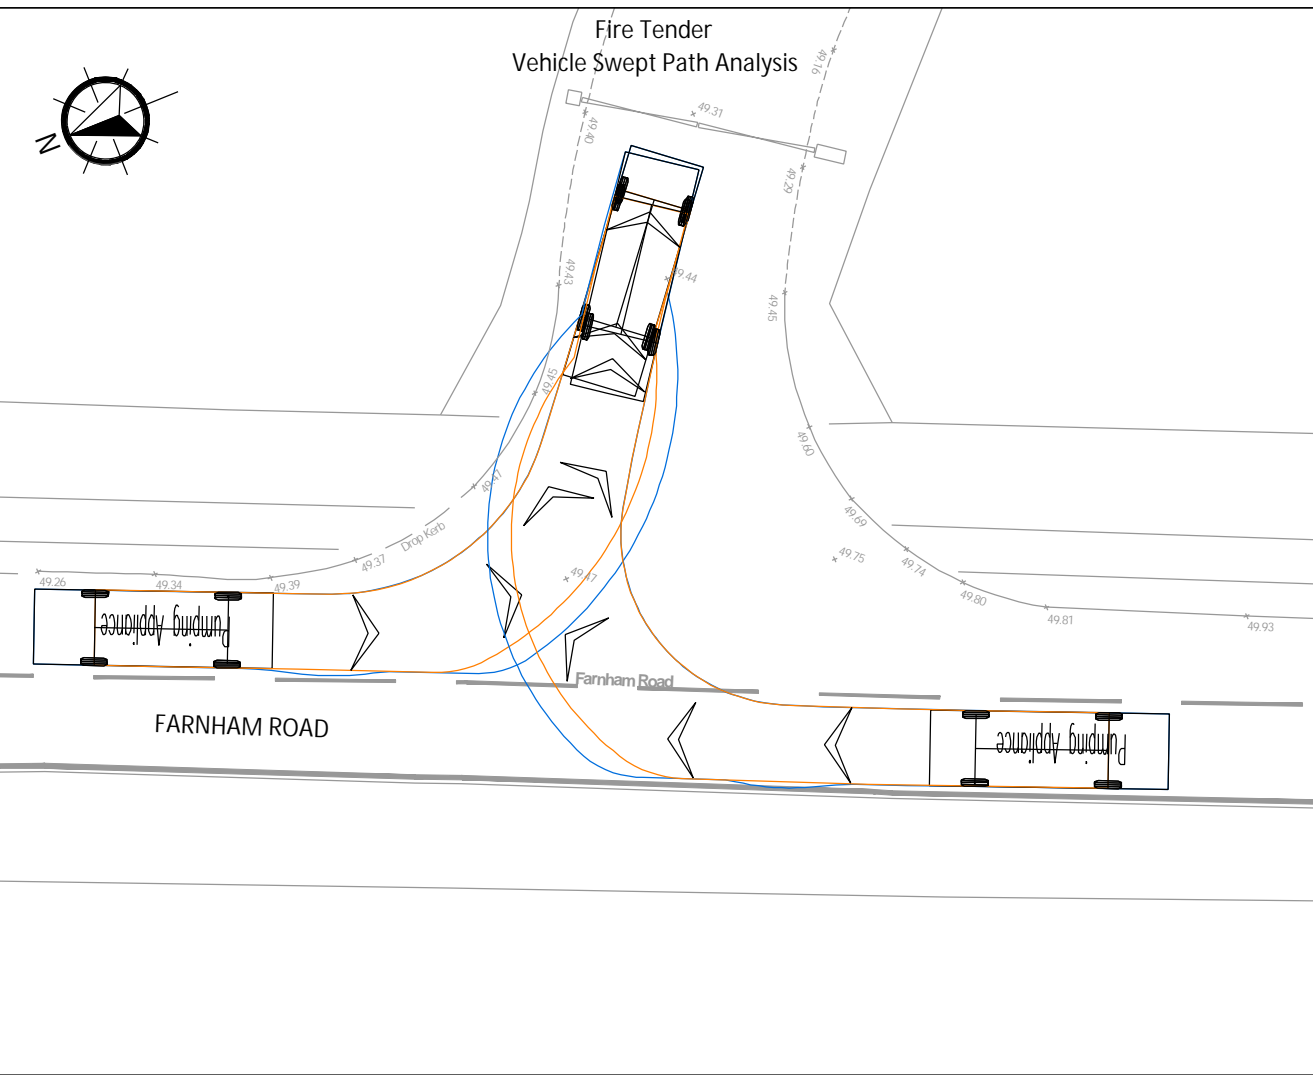 Fire Tender
Vehicle Swept Path Analysis
49.16
49.31
49.40
49.29
N
49.43
49.44
49.45
49.45
49.60
49.47
49.69
Drop Kerb
49.37
49.75
49.74
49.26
49.34
49.39
49.47
49.80
49.81
49.93
Pumping Appliance
Farnham Road
FARNHAM ROAD
Pumping Appliance